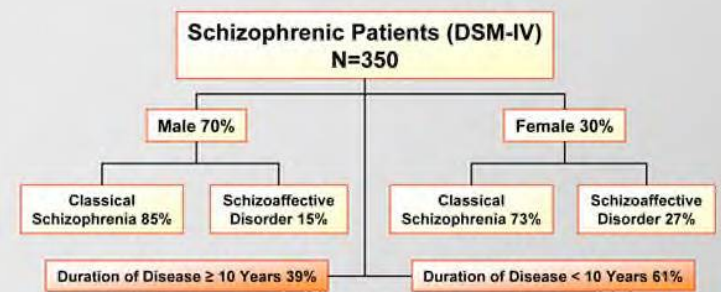 Schizophrenic Patients (DSM-IV)
N=350
Male 70%
Female 30%
Classical
Schizophrenia 85%
Schizoaffective
Disorder 15%
Classical
Schizophrenia 73%
Schizoaffective
Disorder 27%
Duration of Disease ≥ 10 Years 39%
Duration of Disease < 10 Years 61%